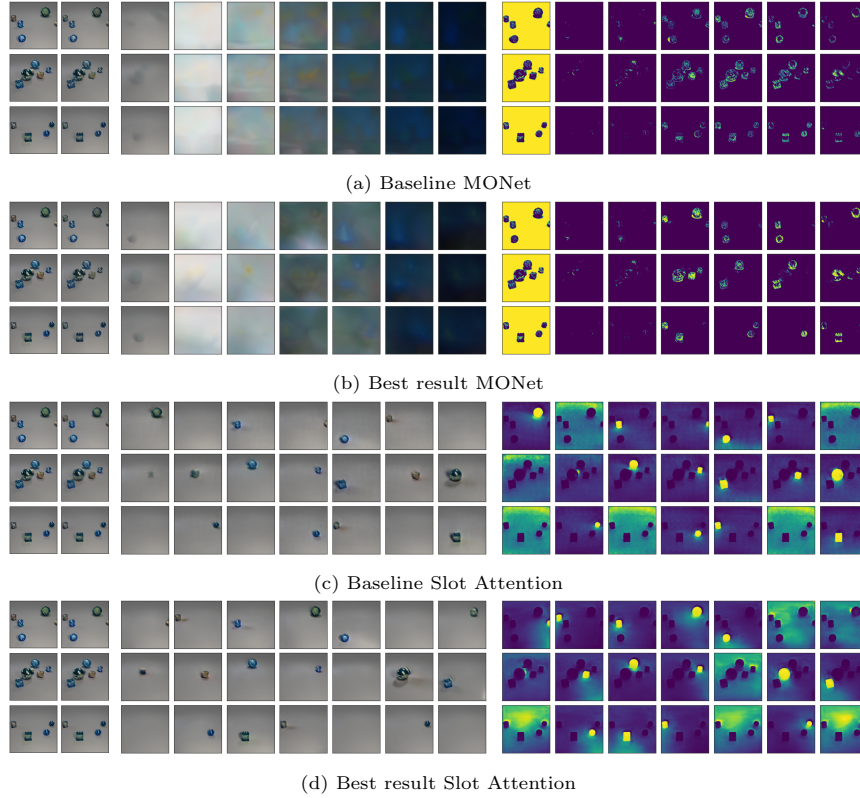 (a) Baseline MONet
(b) Best result MONet
(c) Baseline Slot Attention
(d) Best result Slot Attention